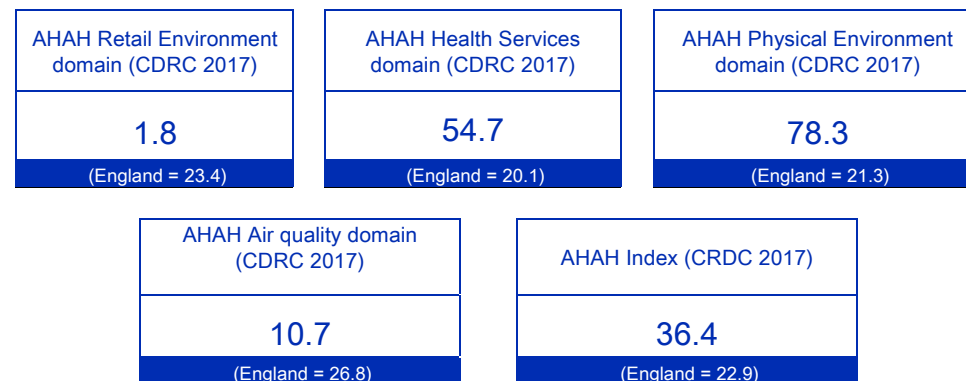 AHAH Retail Environment
domain (CDRC 2017)
1.8
(England = 23.4)
AHAH Health Services
domain (CDRC 2017)
54.7
(England = 20.1)
AHAH Physical Environment
domain (CDRC 2017)
78.3
(England = 21.3)
AHAH Air quality domain
(CDRC 2017)
10.7
(England = 26.8)
AHAH Index (CRDC 2017)
36.4
(England = 22.9)